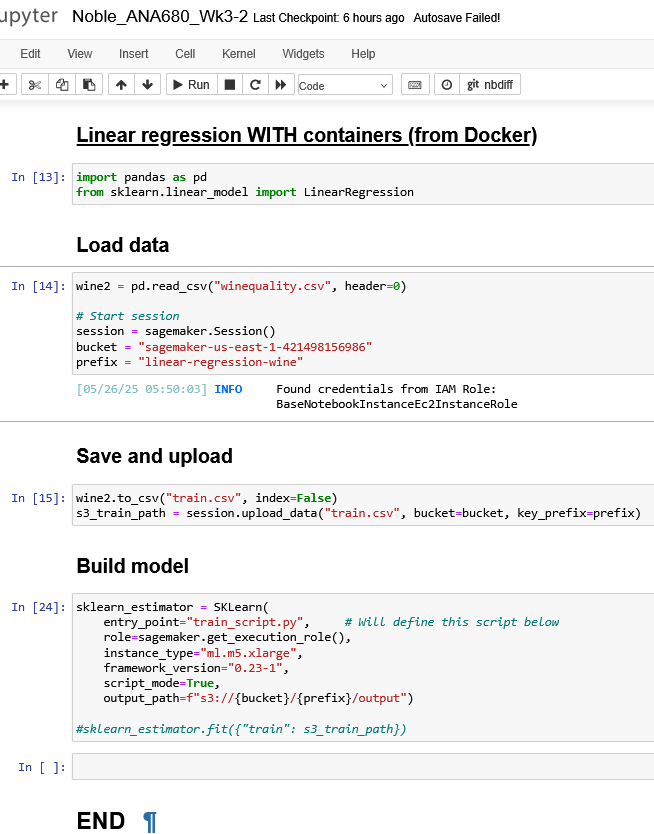 upyter Noble_ANA680_Wk3-2 Last Checkpoint: 6 hours ago Autosave Failed!
Edit View Insert Cell Kernel Widgets Help
Run Code git nbdiff
Linear regression WITH containers (from Docker)
In [13]: import pandas as pd
from sklearn.linear_model import LinearRegression
Load data
In [14]: wine2 = pd.read_csv("winequality.csv", header=0)
# Start session
session = sagemaker.Session()
bucket = "sagemaker-us-east-1-421498156986"
prefix = "linear-regression-wine"
[05/26/25 05:50:03] INFO Found credentials from IAM Role:
BaseNotebookInstanceEc2InstanceRole
Save and upload
In [15]: wine2.to_csv("train.csv", index=False)
s3_train_path = session.upload_data("train.csv", bucket=bucket, key_prefix=prefix)
Build model
In [24]: sklearn_estimator = SKLearn(
entry_point="train_script.py", # Will define this script below
role=sagemaker.get_execution_role(),
instance_type="ml.m5.xlarge",
framework_version="0.23-1",
script_mode=True,
output_path=f"s3://{bucket}/{prefix}/output")
#sklearn_estimator.fit({"train": s3_train_path})
In [ ]:
END ¶